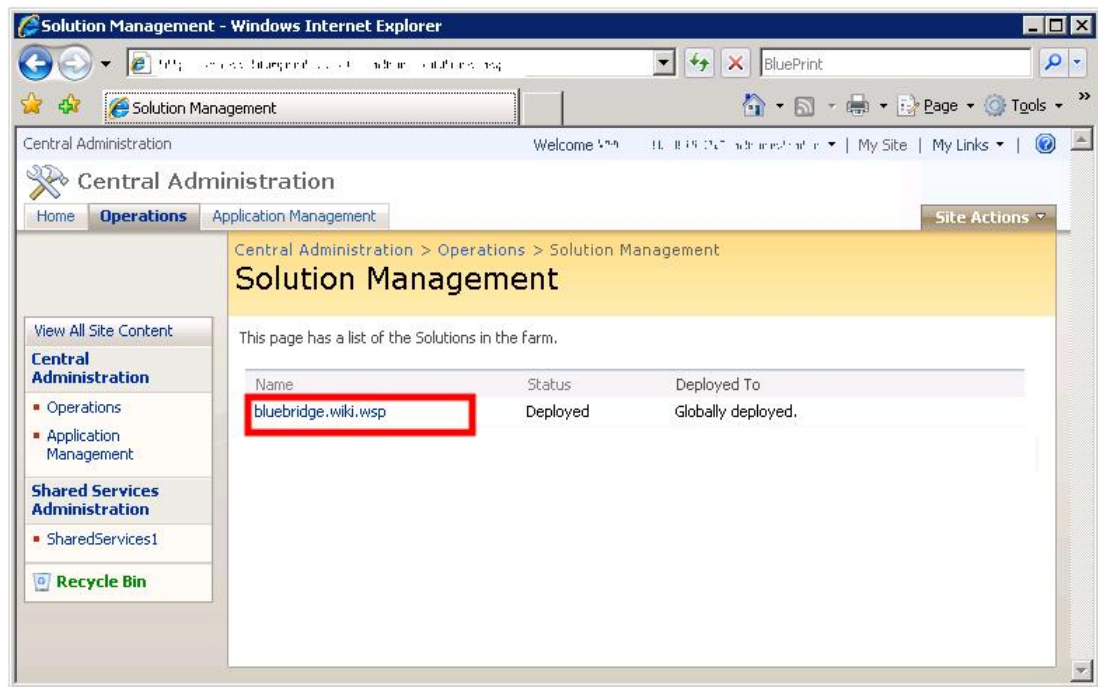 Solution Management - Windows Internet Explorer
BluePrint
Solution Management
Page Tools
Central Administration
Welcome
My Site | My Links |
Central Administration
Home Operations Application Management
Site Actions
Central Administration > Operations > Solution Management
Solution Management
View All Site Content
Central
Administration
Operations
Application
Management
Shared Services
Administration
SharedServices1
Recycle Bin
This page has a list of the Solutions in the farm.
Name Status Deployed To
bluebridge.wiki.wsp Deployed Globally deployed.